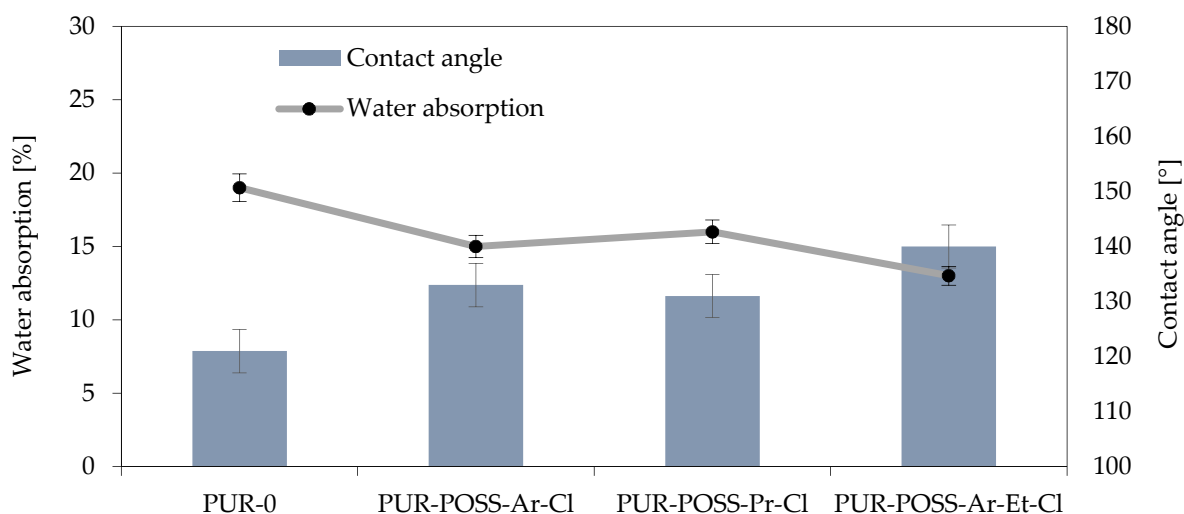 Water absorption [%]
30
25
20
15
10
5
0
Contact angle
Water absorption
180
170
160
150
140
130
120
110
100
Contact angle [°]
PUR-0
PUR-POSS-Ar-Cl
PUR-POSS-Pr-Cl
PUR-POSS-Ar-Et-Cl